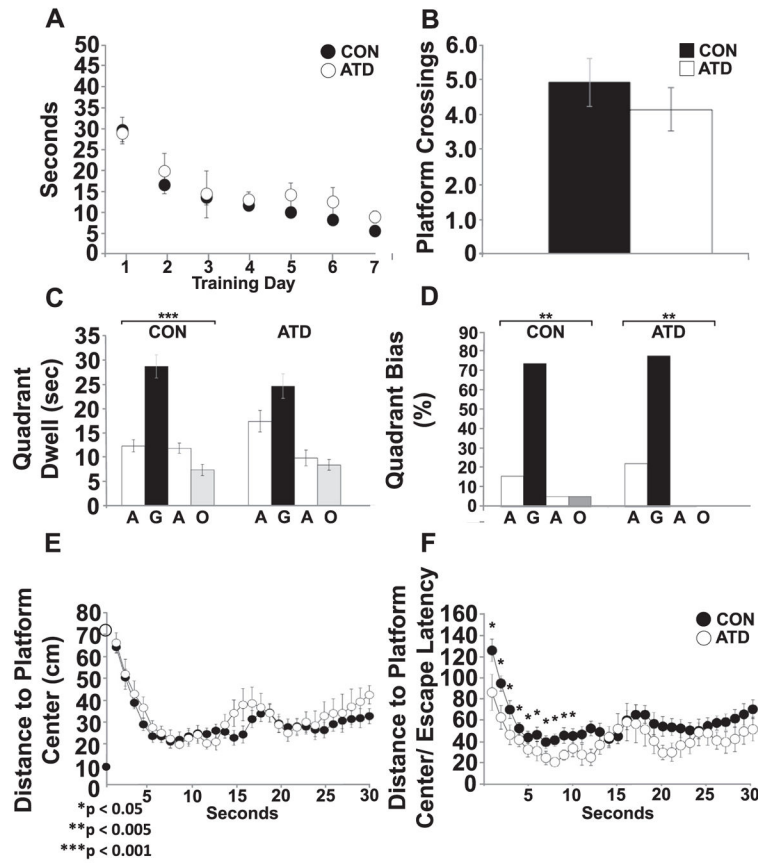 A
50
45
40
35
30
25
20
15
10
5
0
Seconds
CON
ATD
1 2 3 4 5 6 7
Training Day
B
6.0
5.0
4.0
3.0
2.0
1.0
0
Platform Crossings
CON
ATD
C
***
CON ATD
35
30
25
20
15
10
5
0
Quadrant
Dwell (sec)
A G A O A G A O
D
** **
CON ATD
90
80
70
60
50
40
30
20
10
0
Quadrant Bias
(%)
A G A O A G A O
E
80
70
60
50
40
30
20
10
0
Distance to Platform
Center (cm)
5 10 15 20 25 30
Seconds
*p < 0.05
**p < 0.005
***p < 0.001
F
160
140
120
100
80
60
40
20
0
Distance to Platform
Center/ Escape Latency
CON
ATD
* * * * * * * * * *
5 10 15 20 25 30
Seconds